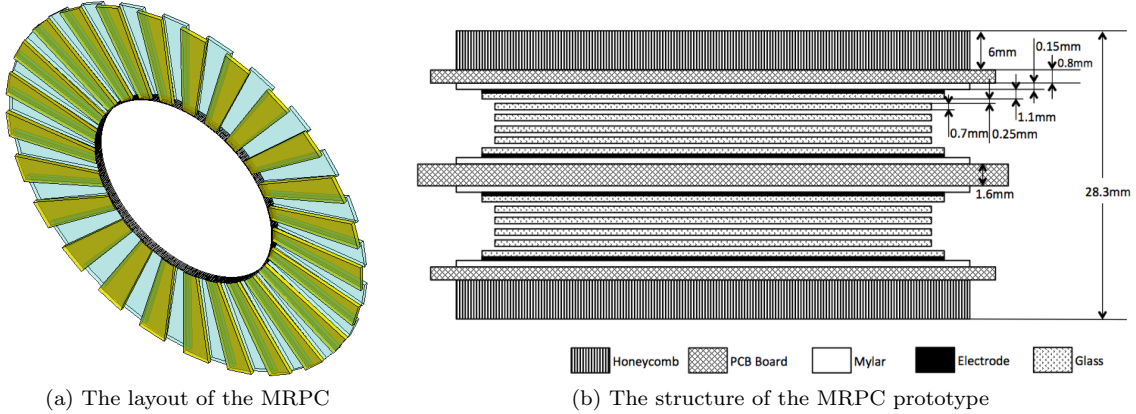 6mm
0.15mm
0.8mm
1.1mm
0.7mm
0.25mm
1.6mm
28.3mm
Honeycomb
PCB Board
Mylar
Electrode
Glass
(a) The layout of the MRPC
(b) The structure of the MRPC prototype